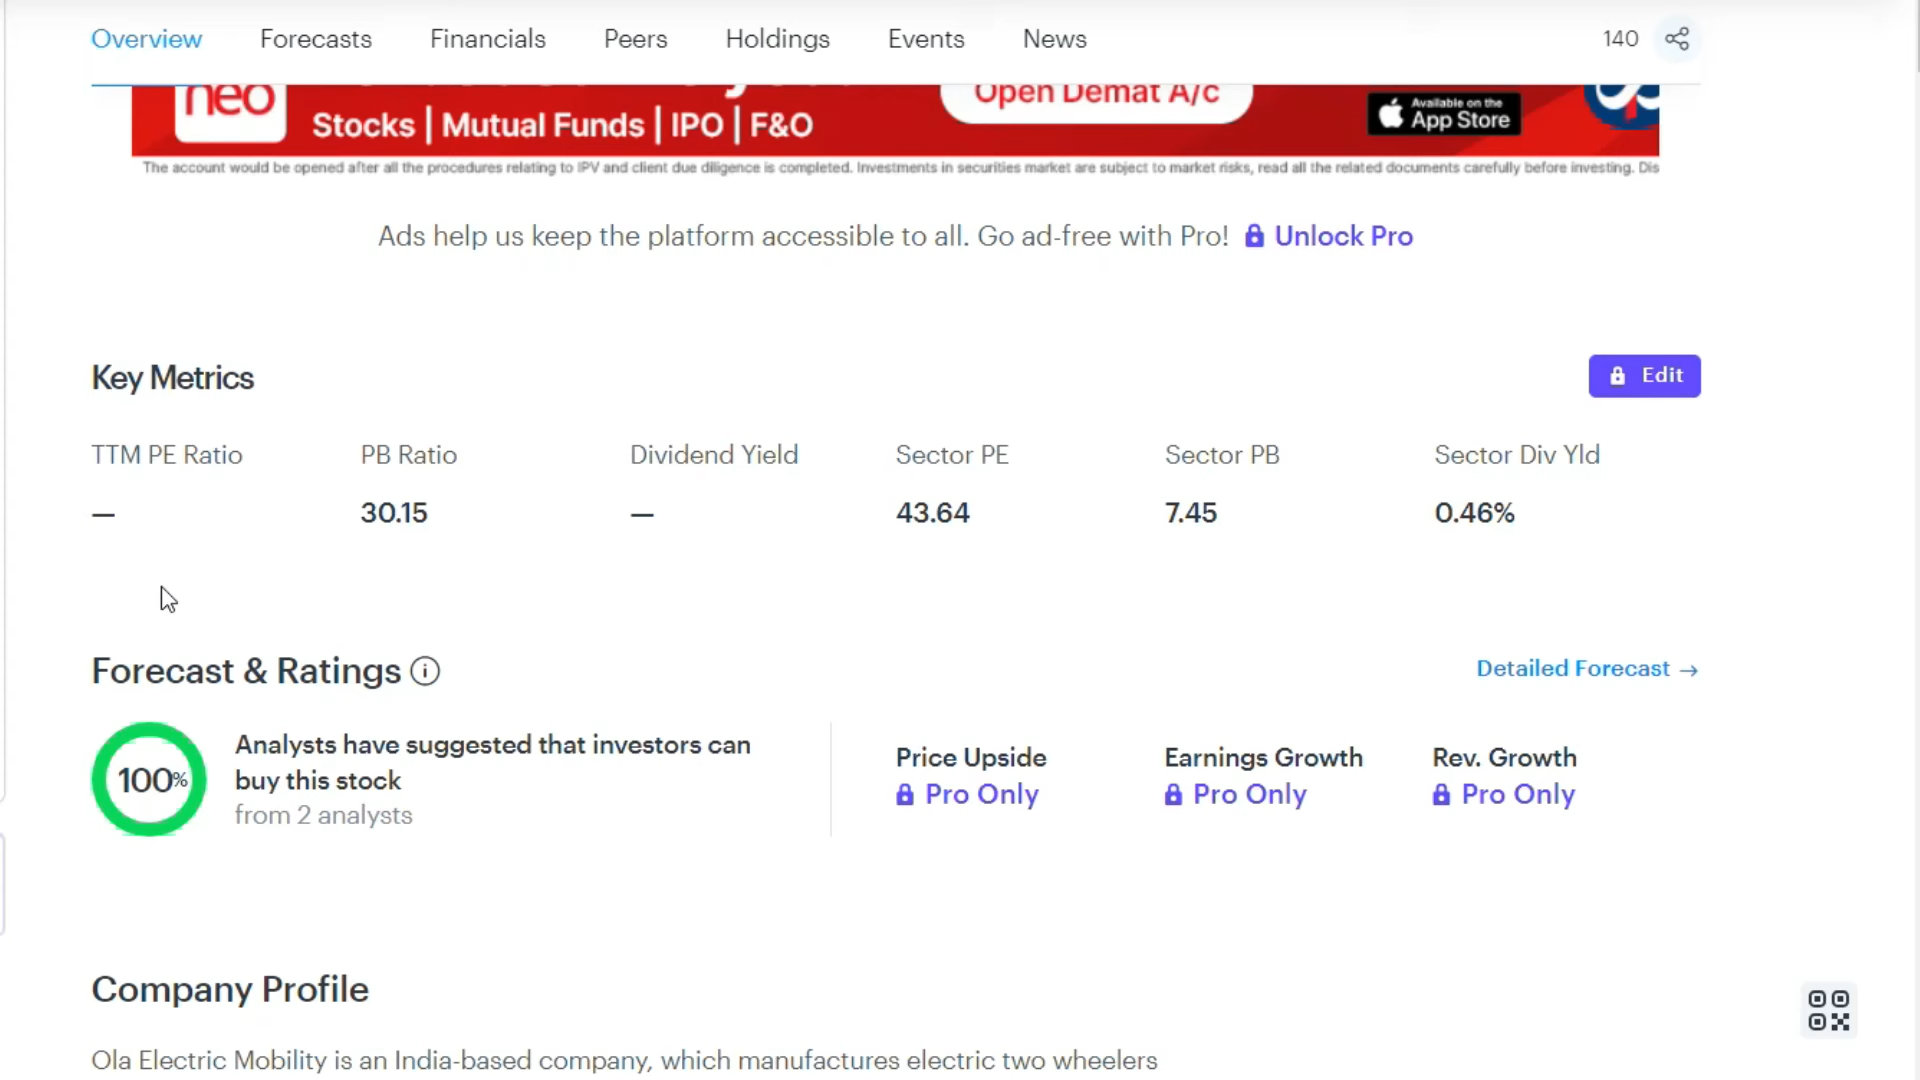 Overview Forecasts Financials Peers Holdings Events News 140
neo
Stocks | Mutual Funds | IPO | F&O
Open Demat A/c
Available on the
App Store
The account would be opened after all the procedures relating to IPV and client due diligence is completed. Investments in securities market are subject to market risks, read all the related documents carefully before investing. Dis
Ads help us keep the platform accessible to all. Go ad-free with Pro! Unlock Pro
Key Metrics
Edit
TTM PE Ratio PB Ratio Dividend Yield Sector PE Sector PB Sector Div Yld
— 30.15 — 43.64 7.45 0.46%
Forecast & Ratings
Detailed Forecast →
100%
Analysts have suggested that investors can
buy this stock
from 2 analysts
Price Upside Earnings Growth Rev. Growth
Pro Only Pro Only Pro Only
Company Profile
Ola Electric Mobility is an India-based company, which manufactures electric two wheelers